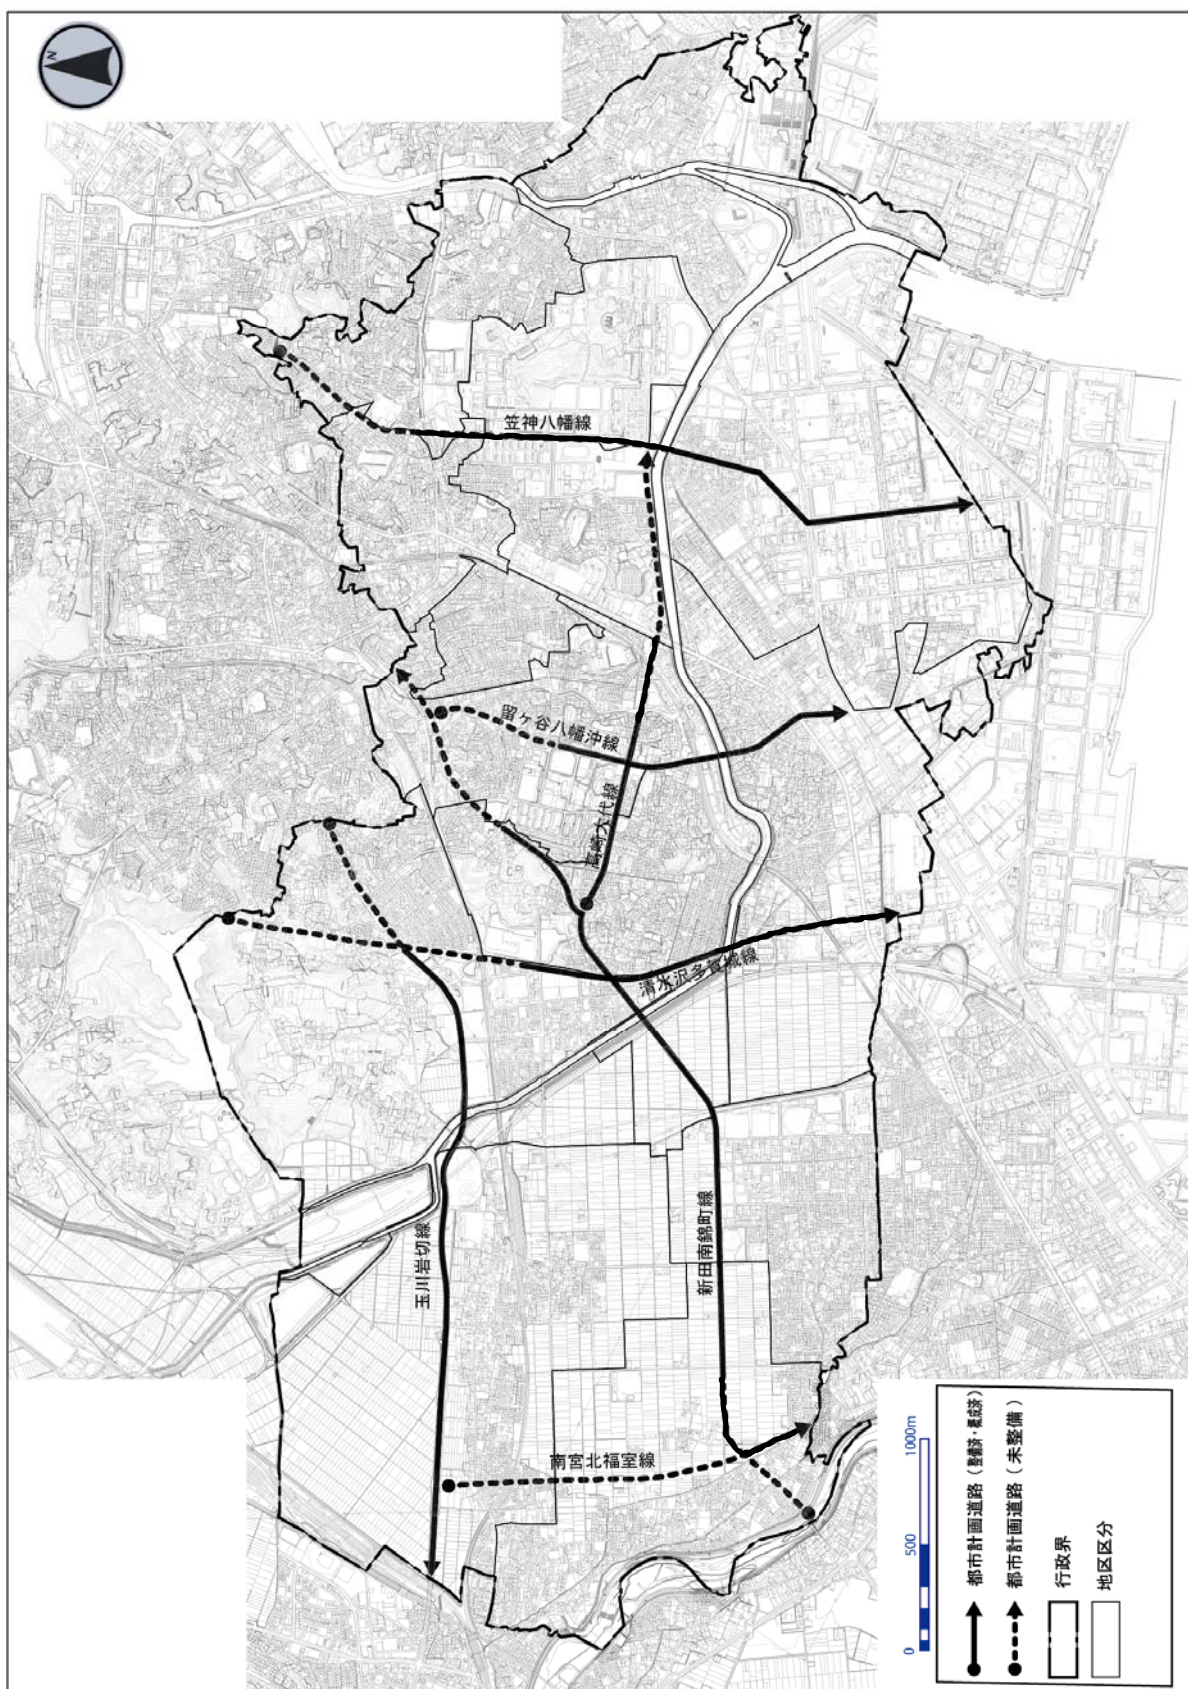 N
笠神八幡線
留ヶ谷八幡沖線
高崎大代線
清水沢多賀城線
玉川岩切線
新田南錦町線
南宮北福室線
0 500 1000m
都市計画道路（整備済・概成済）
都市計画道路（未整備）
行政界
地区区分